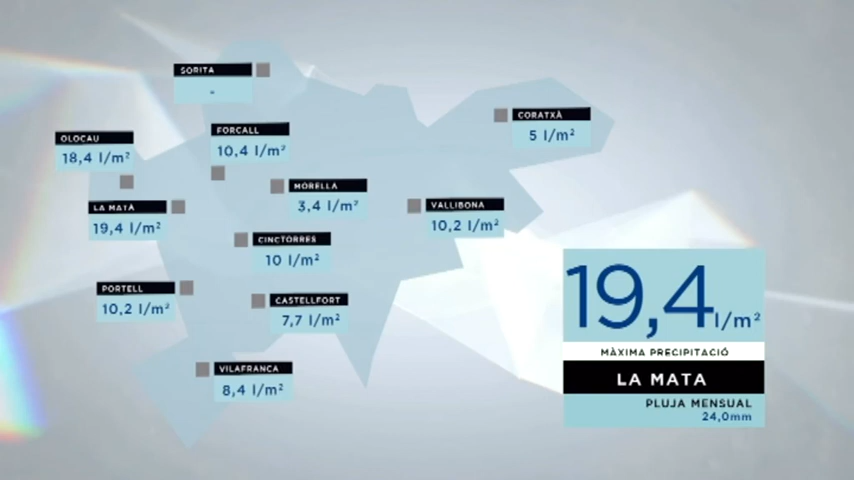 SORITA
-
CORATXÀ
5 l/m²
FORCALL
10,4 l/m²
OLOCAU
18,4 l/m²
MORELLA
3,4 l/m²
LA MATA
19,4 l/m²
VALLIBONA
10,2 l/m²
CINCTORRES
10 l/m²
PORTELL
10,2 l/m²
CASTELLFORT
7,7 l/m²
VILAFRANCA
8,4 l/m²
19,4 l/m²
MÀXIMA PRECIPITACIÓ
LA MATA
PLUJA MENSUAL
24,0mm